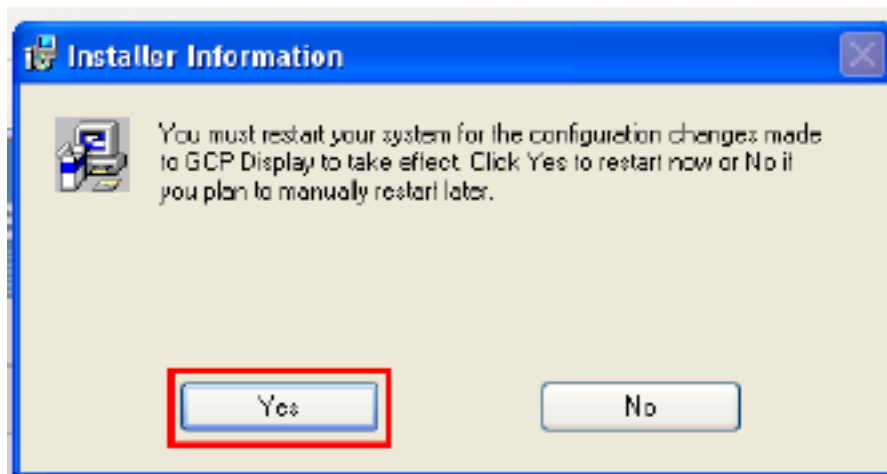 Installer Information
You must restart your system for the configuration changes made
to GCP Display to take effect. Click Yes to restart now or No if
you plan to manually restart later.
Yes
No